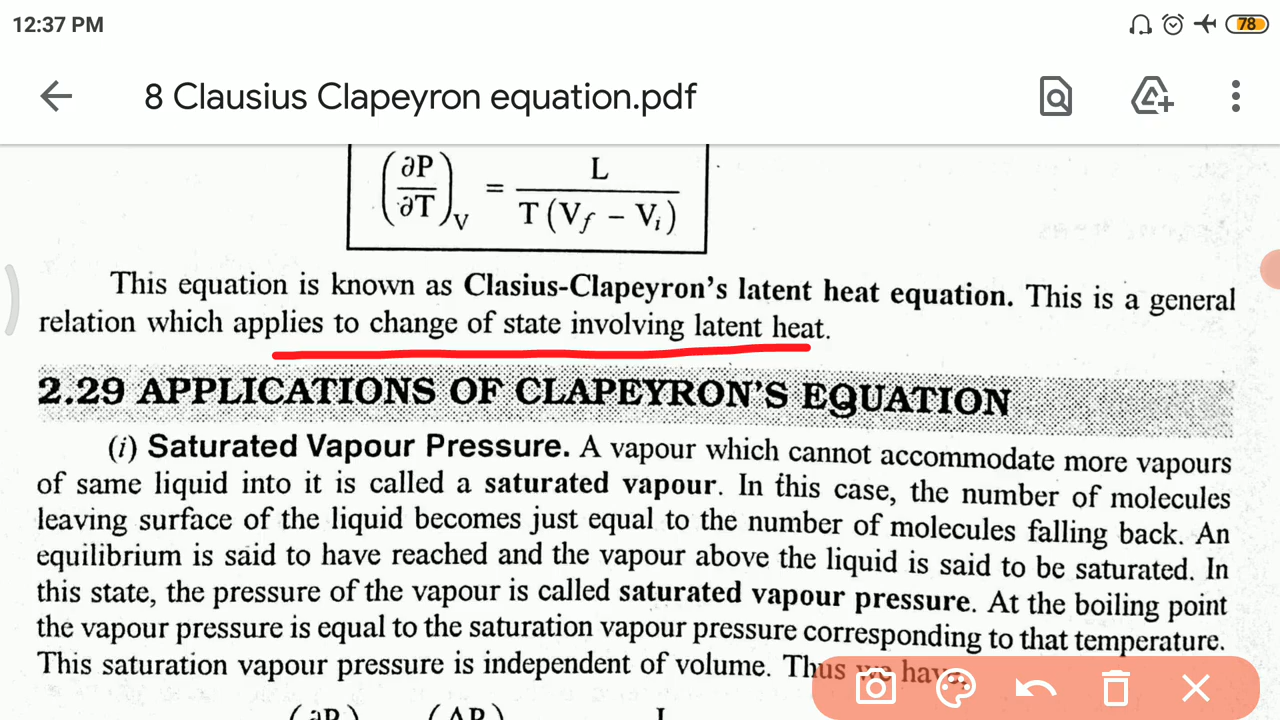 12:37 PM
78
8 Clausius Clapeyron equation.pdf
(∂P/∂T)V = L / T (Vf − Vi)
This equation is known as Clasius-Clapeyron's latent heat equation. This is a general
relation which applies to change of state involving latent heat.
2.29 APPLICATIONS OF CLAPEYRON'S EQUATION
(i) Saturated Vapour Pressure. A vapour which cannot accommodate more vapours
of same liquid into it is called a saturated vapour. In this case, the number of molecules
leaving surface of the liquid becomes just equal to the number of molecules falling back. An
equilibrium is said to have reached and the vapour above the liquid is said to be saturated. In
this state, the pressure of the vapour is called saturated vapour pressure. At the boiling point
the vapour pressure is equal to the saturation vapour pressure corresponding to that temperature.
This saturation vapour pressure is independent of volume. Thus we